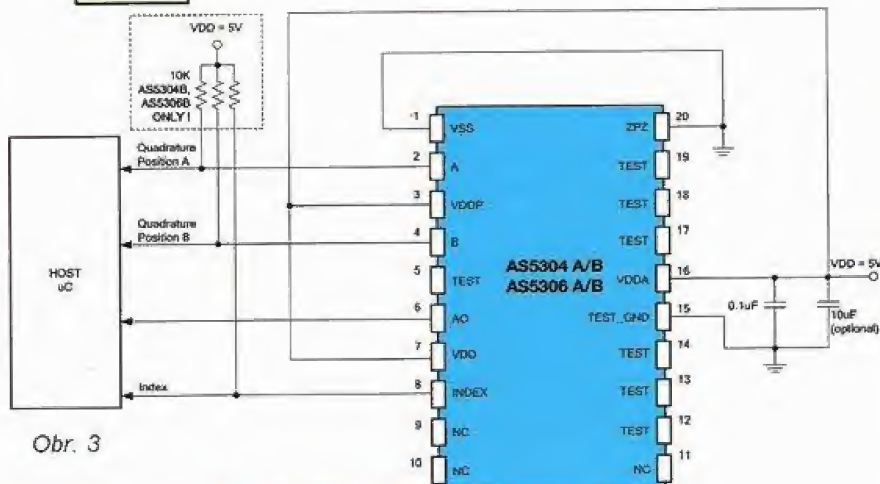 VDD = 5V
10K
AS5304B,
AS5306B
ONLY !
HOST
uC
Quadrature
Position A
Quadrature
Position B
Index
1
VSS
2
A
3
VDDP
4
B
5
TEST
6
AO
7
VDD
8
INDEX
9
NC
10
NC
AS5304 A/B
AS5306 A/B
20
ZPZ
19
TEST
18
TEST
17
TEST
16
VDDA
15
TEST_GND
14
TEST
13
TEST
12
TEST
11
NC
VDD = 5V
0.1uF
10uF
(optional)
Obr. 3